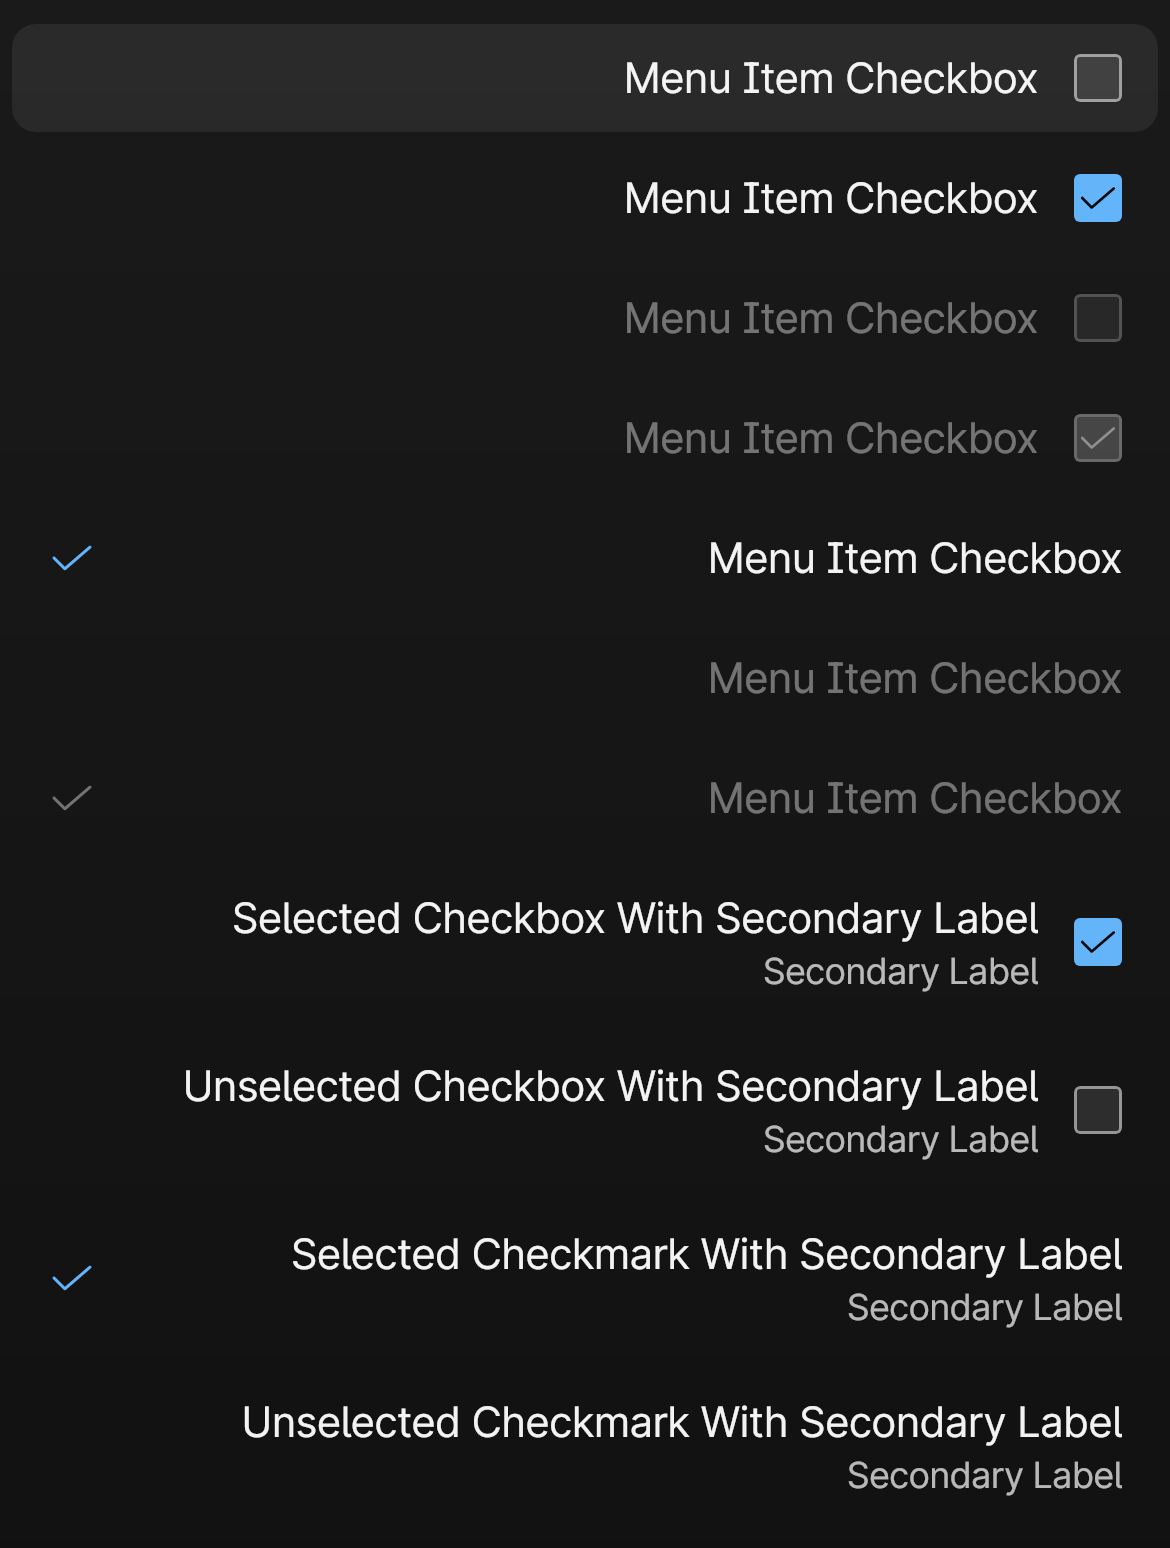 Menu Item Checkbox
Menu Item Checkbox
Menu Item Checkbox
Menu Item Checkbox
Menu Item Checkbox
Menu Item Checkbox
Menu Item Checkbox
Selected Checkbox With Secondary Label
Secondary Label
Unselected Checkbox With Secondary Label
Secondary Label
Selected Checkmark With Secondary Label
Secondary Label
Unselected Checkmark With Secondary Label
Secondary Label